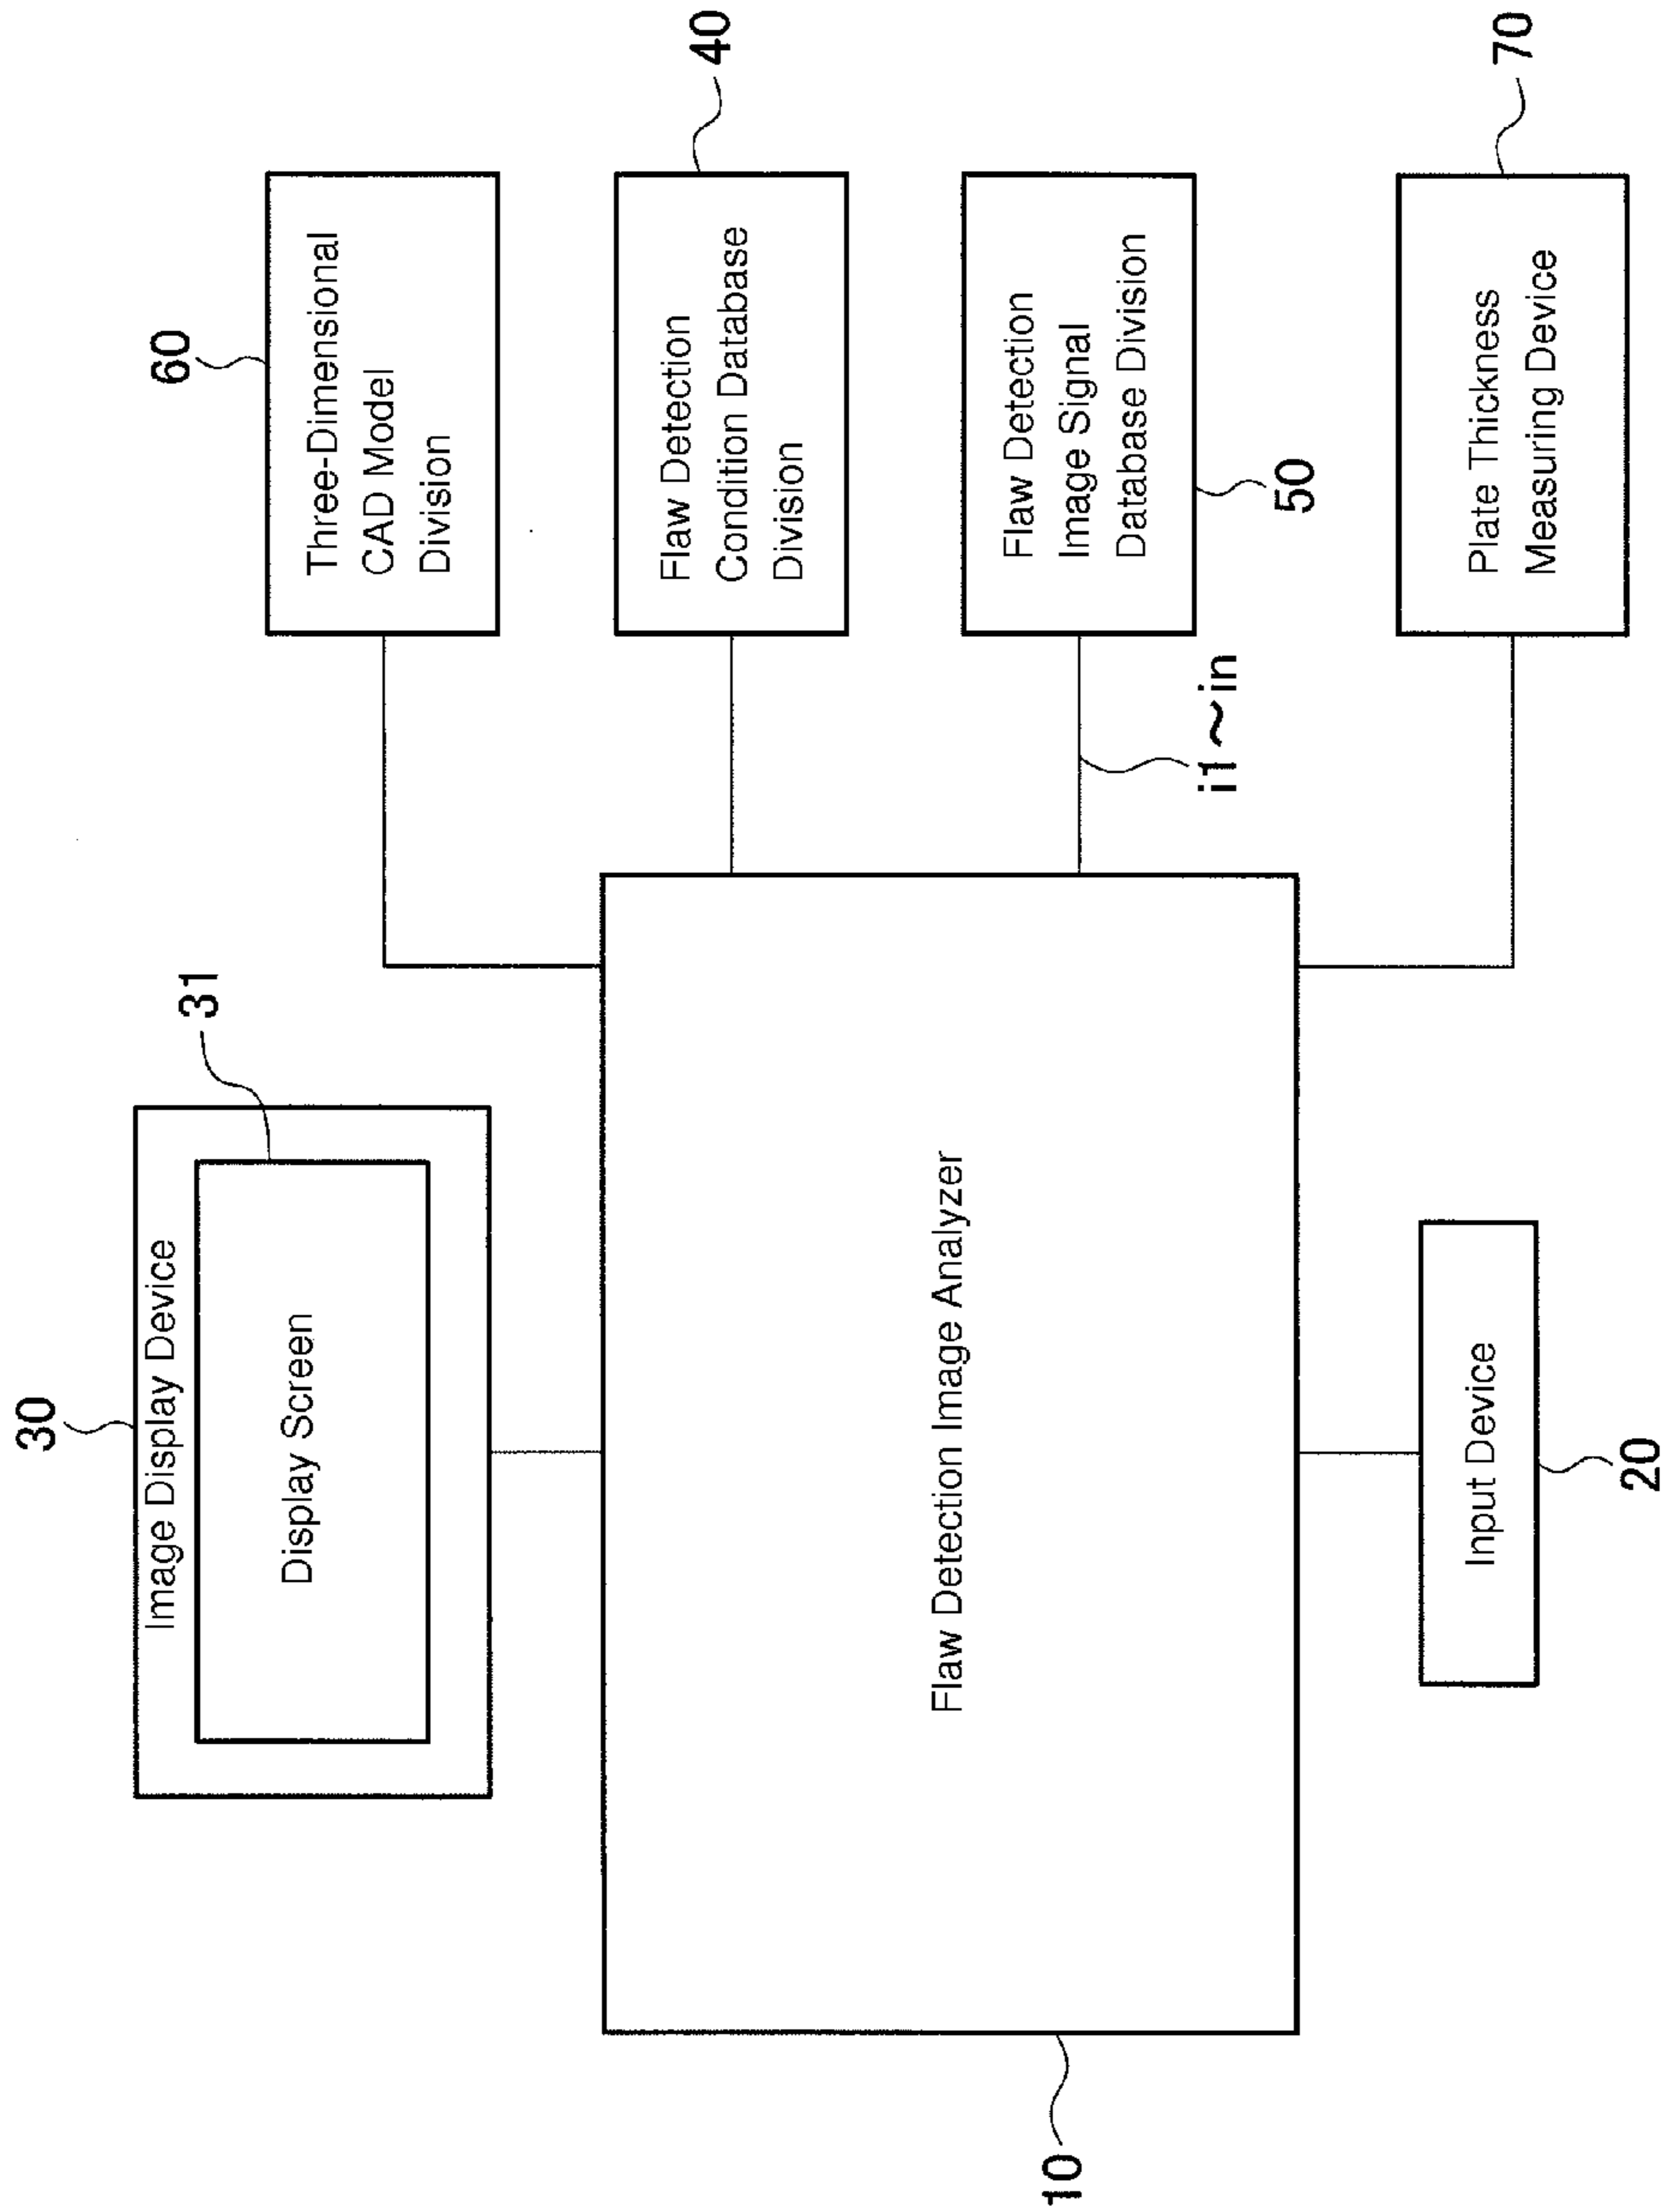 30
Image Display Device
31
Display Screen
60
Three-Dimensional
CAD Model
Division
40
Flaw Detection
Condition Database
Division
10
Flaw Detection Image Analyzer
i1～in
Flaw Detection
Image Signal
Database Division
50
Input Device
20
70
Plate Thickness
Measuring Device